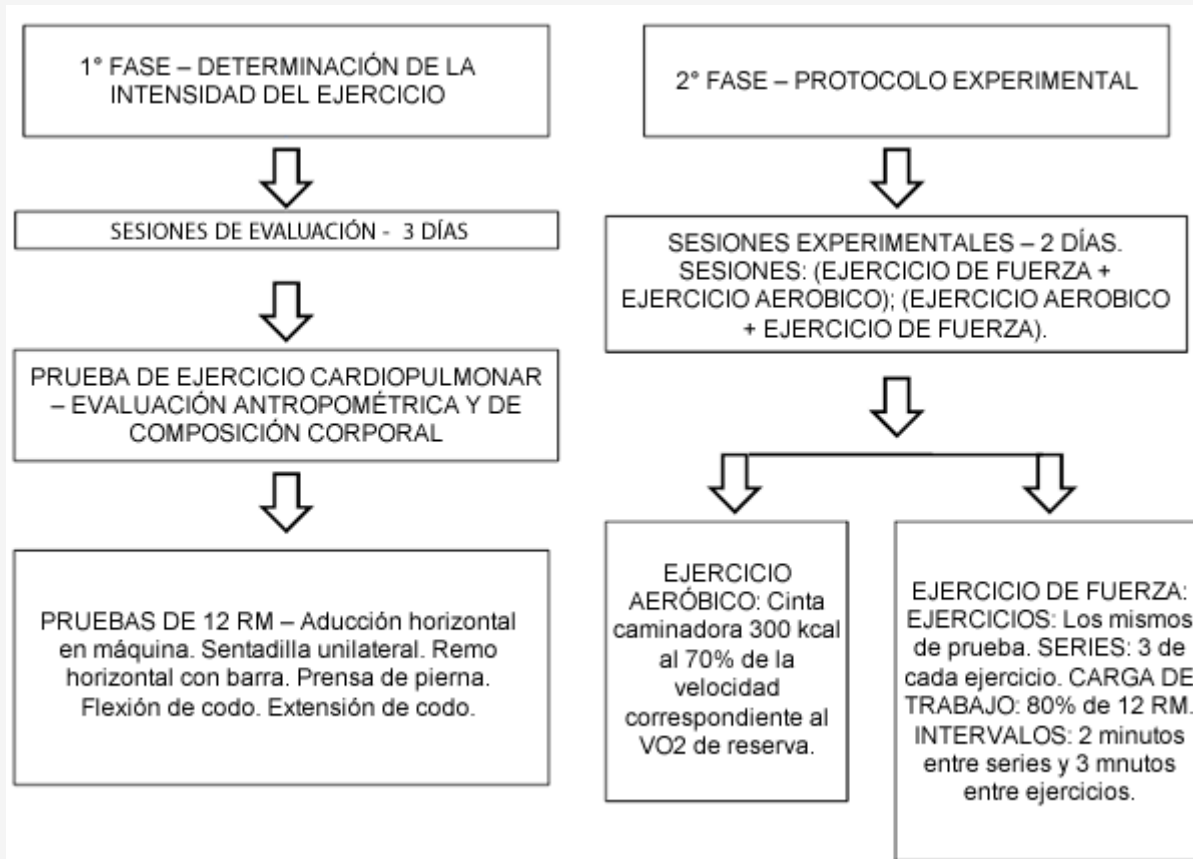 1° FASE – DETERMINACIÓN DE LA
INTENSIDAD DEL EJERCICIO
SESIONES DE EVALUACIÓN - 3 DÍAS
PRUEBA DE EJERCICIO CARDIOPULMONAR
– EVALUACIÓN ANTROPOMÉTRICA Y DE
COMPOSICIÓN CORPORAL
PRUEBAS DE 12 RM – Aducción horizontal
en máquina. Sentadilla unilateral. Remo
horizontal con barra. Prensa de pierna.
Flexión de codo. Extensión de codo.
2° FASE – PROTOCOLO EXPERIMENTAL
SESIONES EXPERIMENTALES – 2 DÍAS.
SESIONES: (EJERCICIO DE FUERZA +
EJERCICIO AEROBICO); (EJERCICIO AEROBICO
+ EJERCICIO DE FUERZA).
EJERCICIO
AERÓBICO: Cinta
caminadora 300 kcal
al 70% de la
velocidad
correspondiente al
VO2 de reserva.
EJERCICIO DE FUERZA:
EJERCICIOS: Los mismos
de prueba. SERIES: 3 de
cada ejercicio. CARGA DE
TRABAJO: 80% de 12 RM.
INTERVALOS: 2 minutos
entre series y 3 mnutos
entre ejercicios.